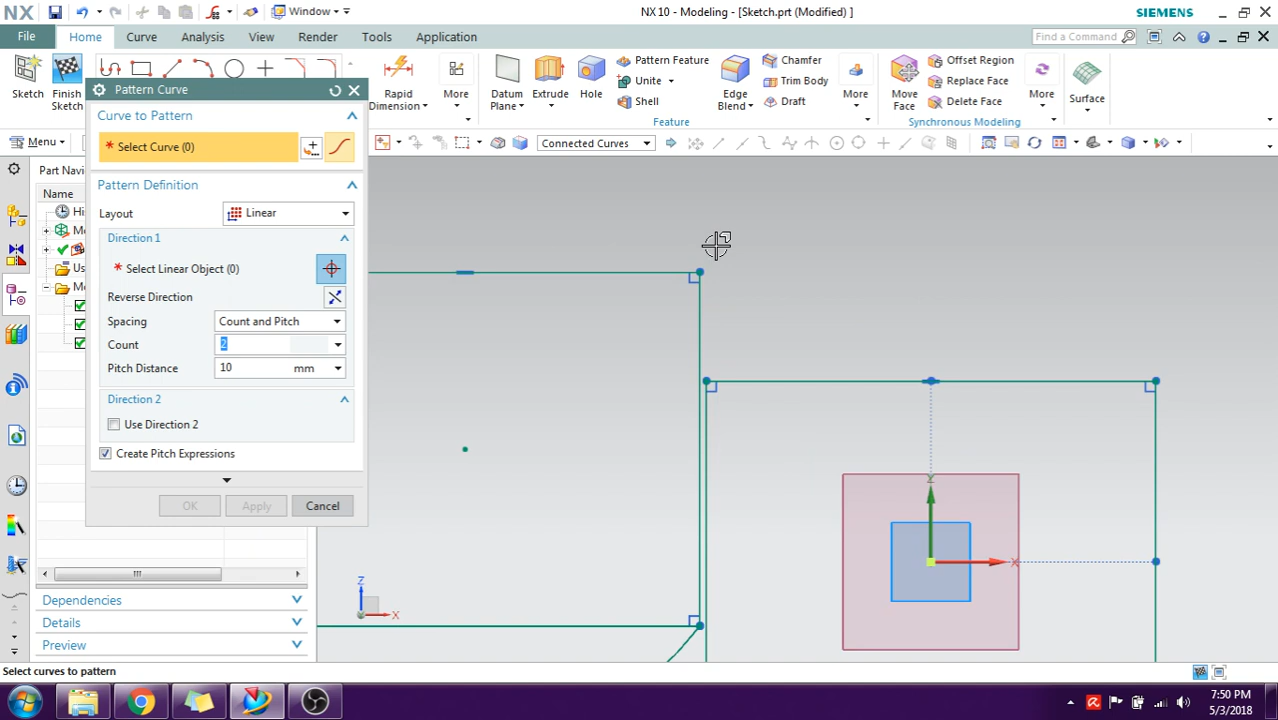 NX
Window
NX 10 - Modeling - [Sketch.prt (Modified) ]
SIEMENS
File
Home
Curve
Analysis
View
Render
Tools
Application
Find a Command
Sketch
Finish
Sketch
Rapid
Dimension
More
Datum
Plane
Extrude
Hole
Pattern Feature
Unite
Shell
Edge
Blend
Chamfer
Trim Body
Draft
More
Feature
Move
Face
Offset Region
Replace Face
Delete Face
More
Synchronous Modeling
Surface
Menu
Connected Curves
Part Nav
Name
Pattern Curve
Curve to Pattern
* Select Curve (0)
Pattern Definition
Layout
Linear
Direction 1
* Select Linear Object (0)
Reverse Direction
Spacing
Count and Pitch
Count
2
Pitch Distance
10
mm
Direction 2
Use Direction 2
Create Pitch Expressions
OK
Apply
Cancel
Dependencies
Details
Preview
Z
X
X
Select curves to pattern
7:50 PM
5/3/2018